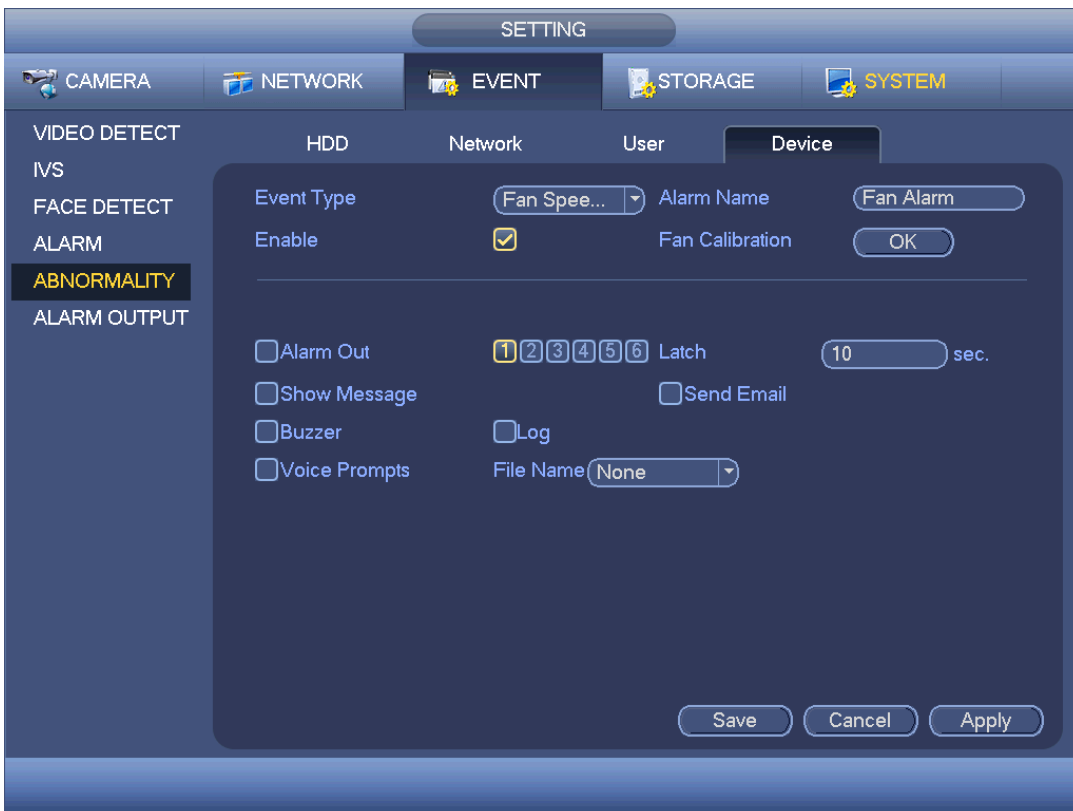 SETTING
CAMERA NETWORK EVENT STORAGE SYSTEM
VIDEO DETECT
IVS
FACE DETECT
ALARM
ABNORMALITY
ALARM OUTPUT
HDD Network User Device
Event Type Fan Spee... Alarm Name Fan Alarm
Enable Fan Calibration OK
Alarm Out 1 2 3 4 5 6 Latch 10 sec.
Show Message Send Email
Buzzer Log
Voice Prompts File Name None
Save Cancel Apply